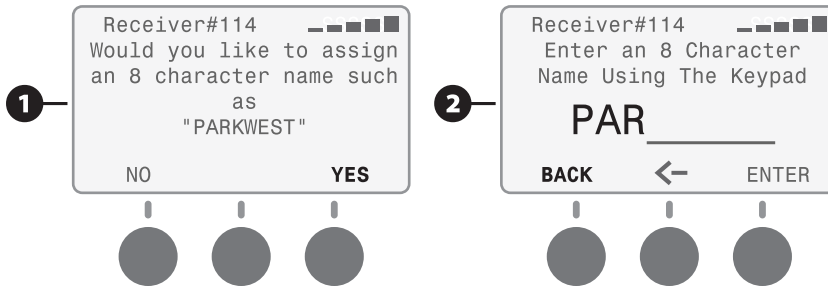 1
Receiver#114
Would you like to assign
an 8 character name such
as
"PARKWEST"
NO YES
2
Receiver#114
Enter an 8 Character
Name Using The Keypad
PAR_______
BACK <- ENTER